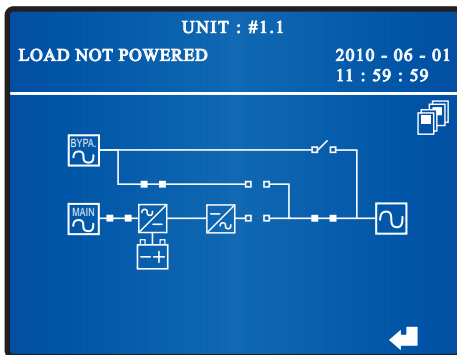 UNIT : #1.1
LOAD NOT POWERED
2010 - 06 - 01
11 : 59 : 59
BYPA.
MAIN